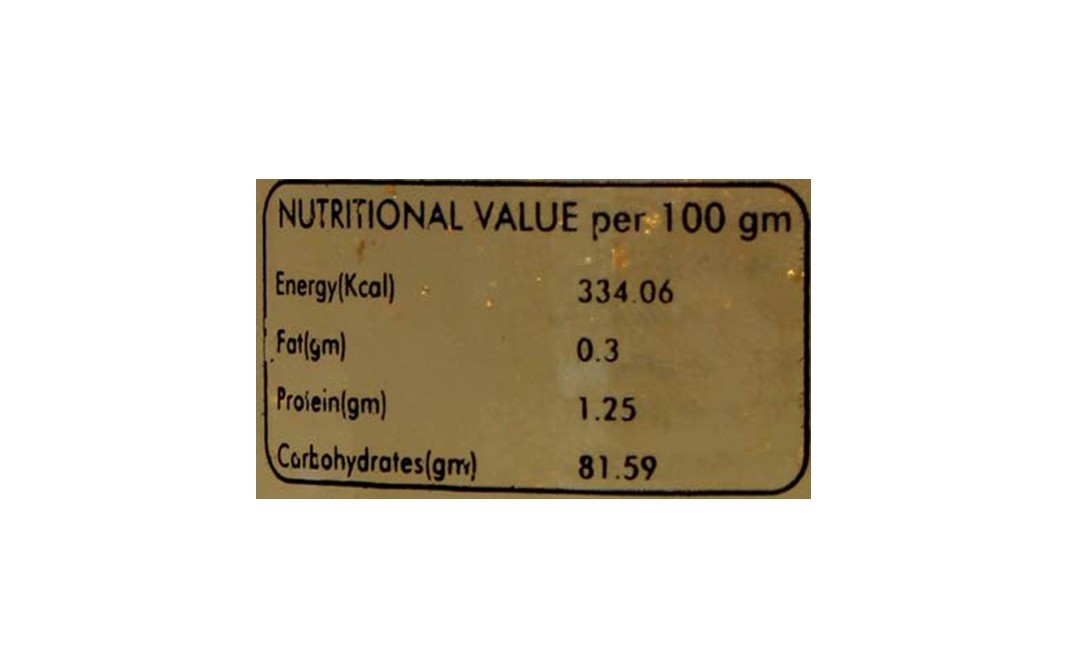 NUTRITIONAL VALUE per 100 gm
Energy(Kcal) 334.06
Fat(gm) 0.3
Protein(gm) 1.25
Carbohydrates(gm) 81.59